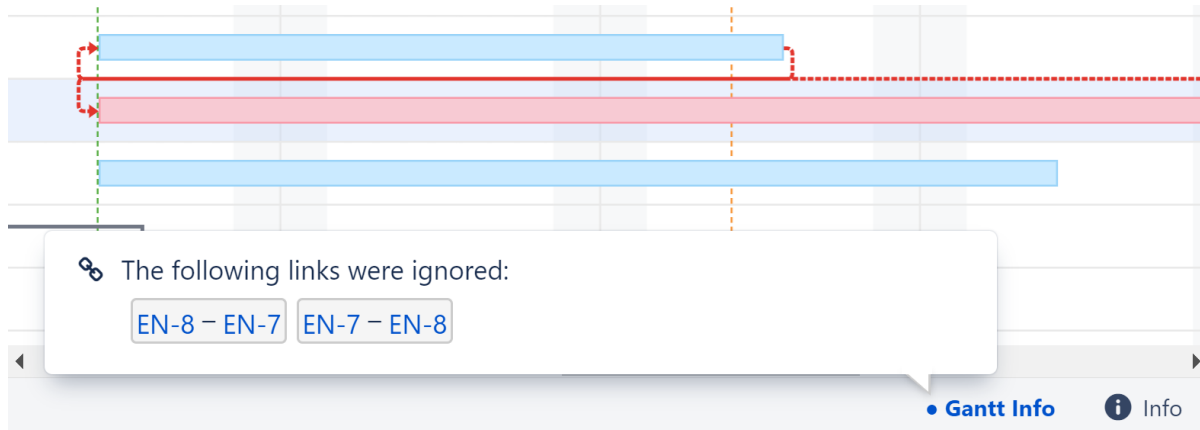 The following links were ignored:
EN-8 – EN-7 EN-7 – EN-8
Gantt Info Info